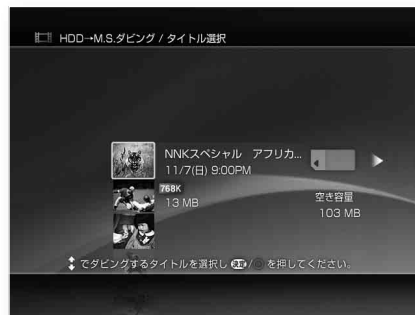 HDD→M.S.ダビング / タイトル選択
NNKスペシャル　アフリカ...
11/7(日) 9:00PM
768K
13 MB
空き容量
103 MB
でダビングするタイトルを選択し 決定/ を押してください。